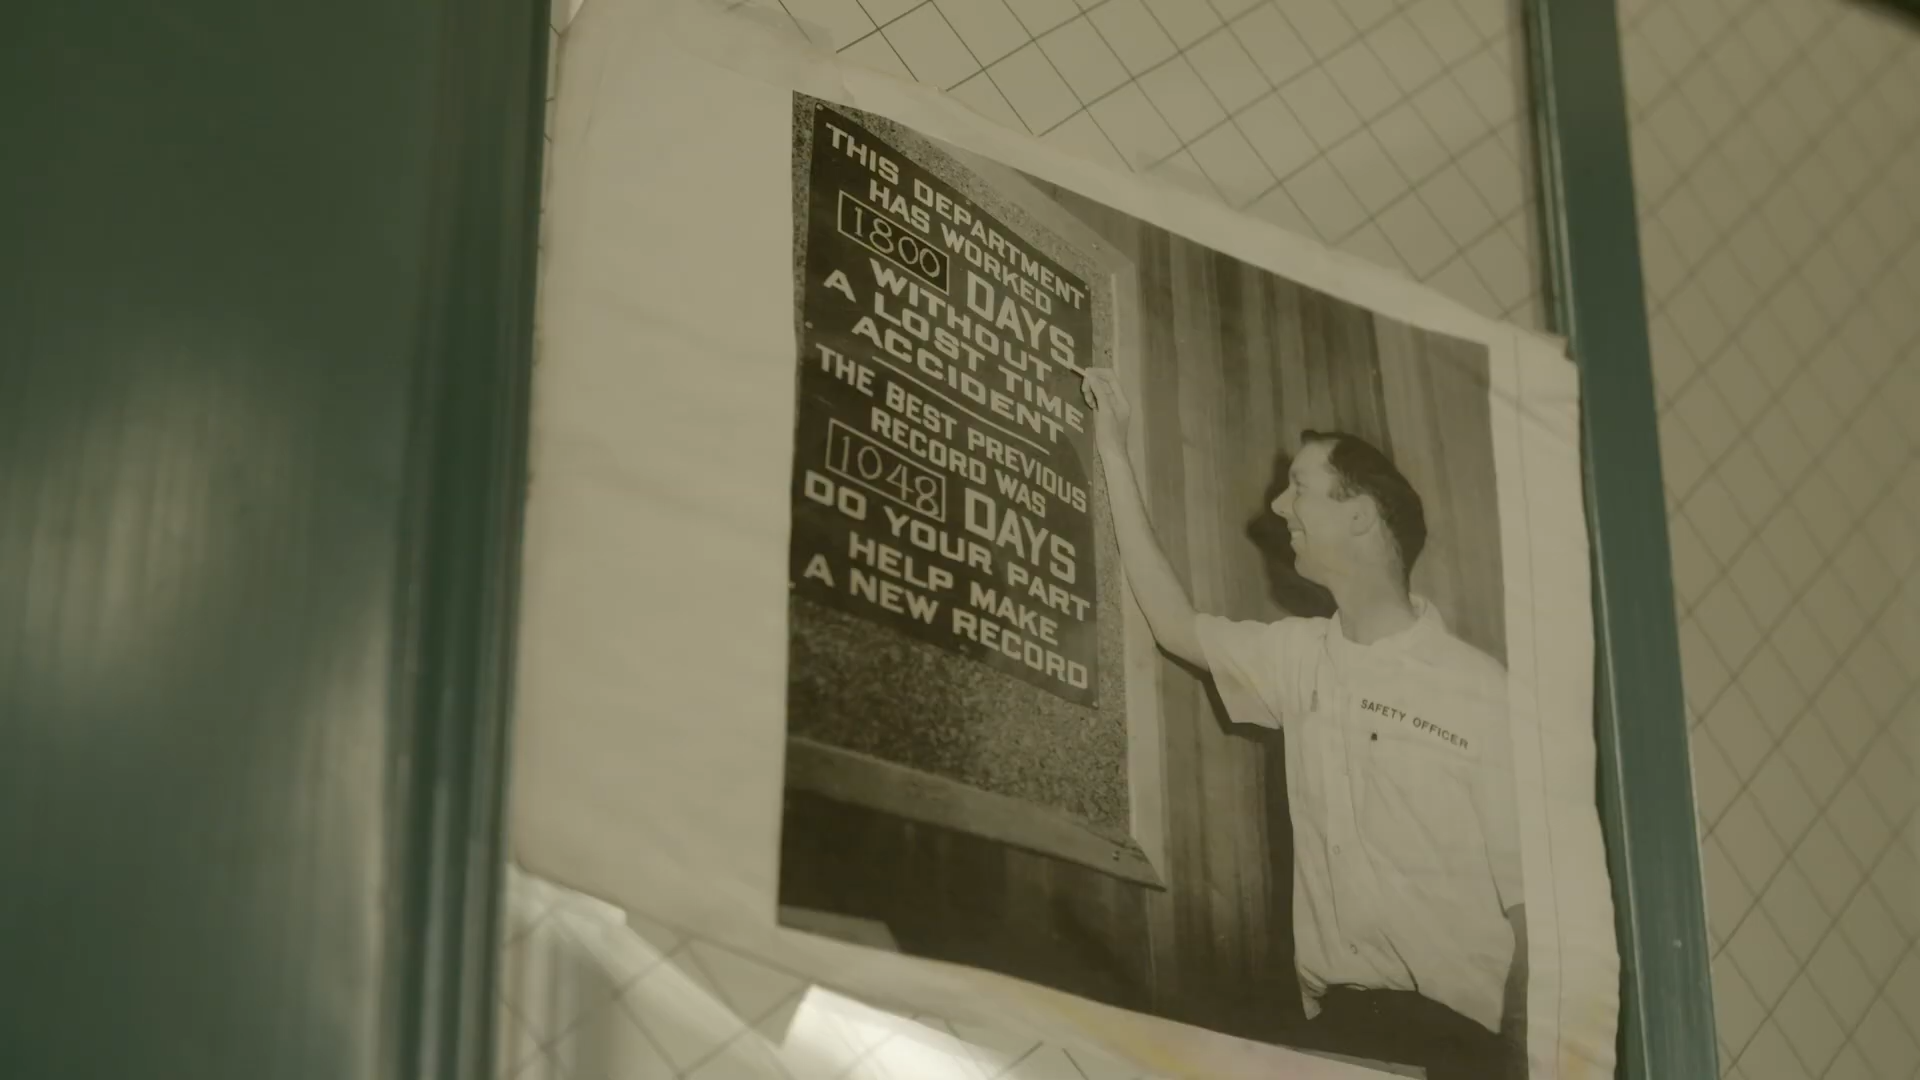 THIS DEPARTMENT
HAS WORKED
1800 DAYS
WITHOUT
A LOST TIME
ACCIDENT
THE BEST PREVIOUS
RECORD WAS
1048 DAYS
DO YOUR PART
HELP MAKE
A NEW RECORD
SAFETY OFFICER